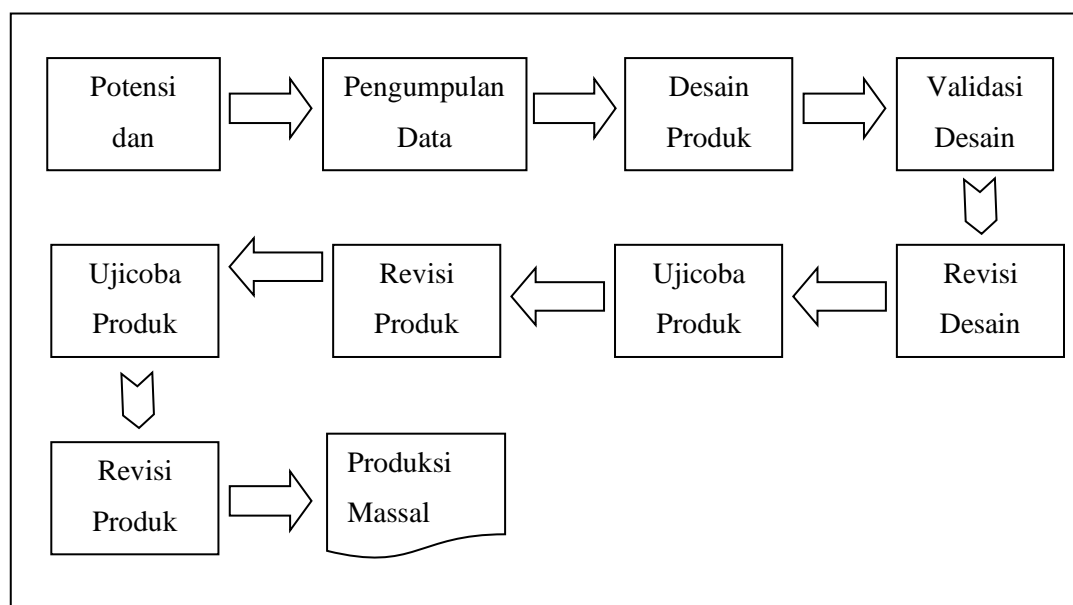 Potensi
dan
Pengumpulan
Data
Desain
Produk
Validasi
Desain
Revisi
Desain
Ujicoba
Produk
Revisi
Produk
Ujicoba
Produk
Revisi
Produk
Produksi
Massal